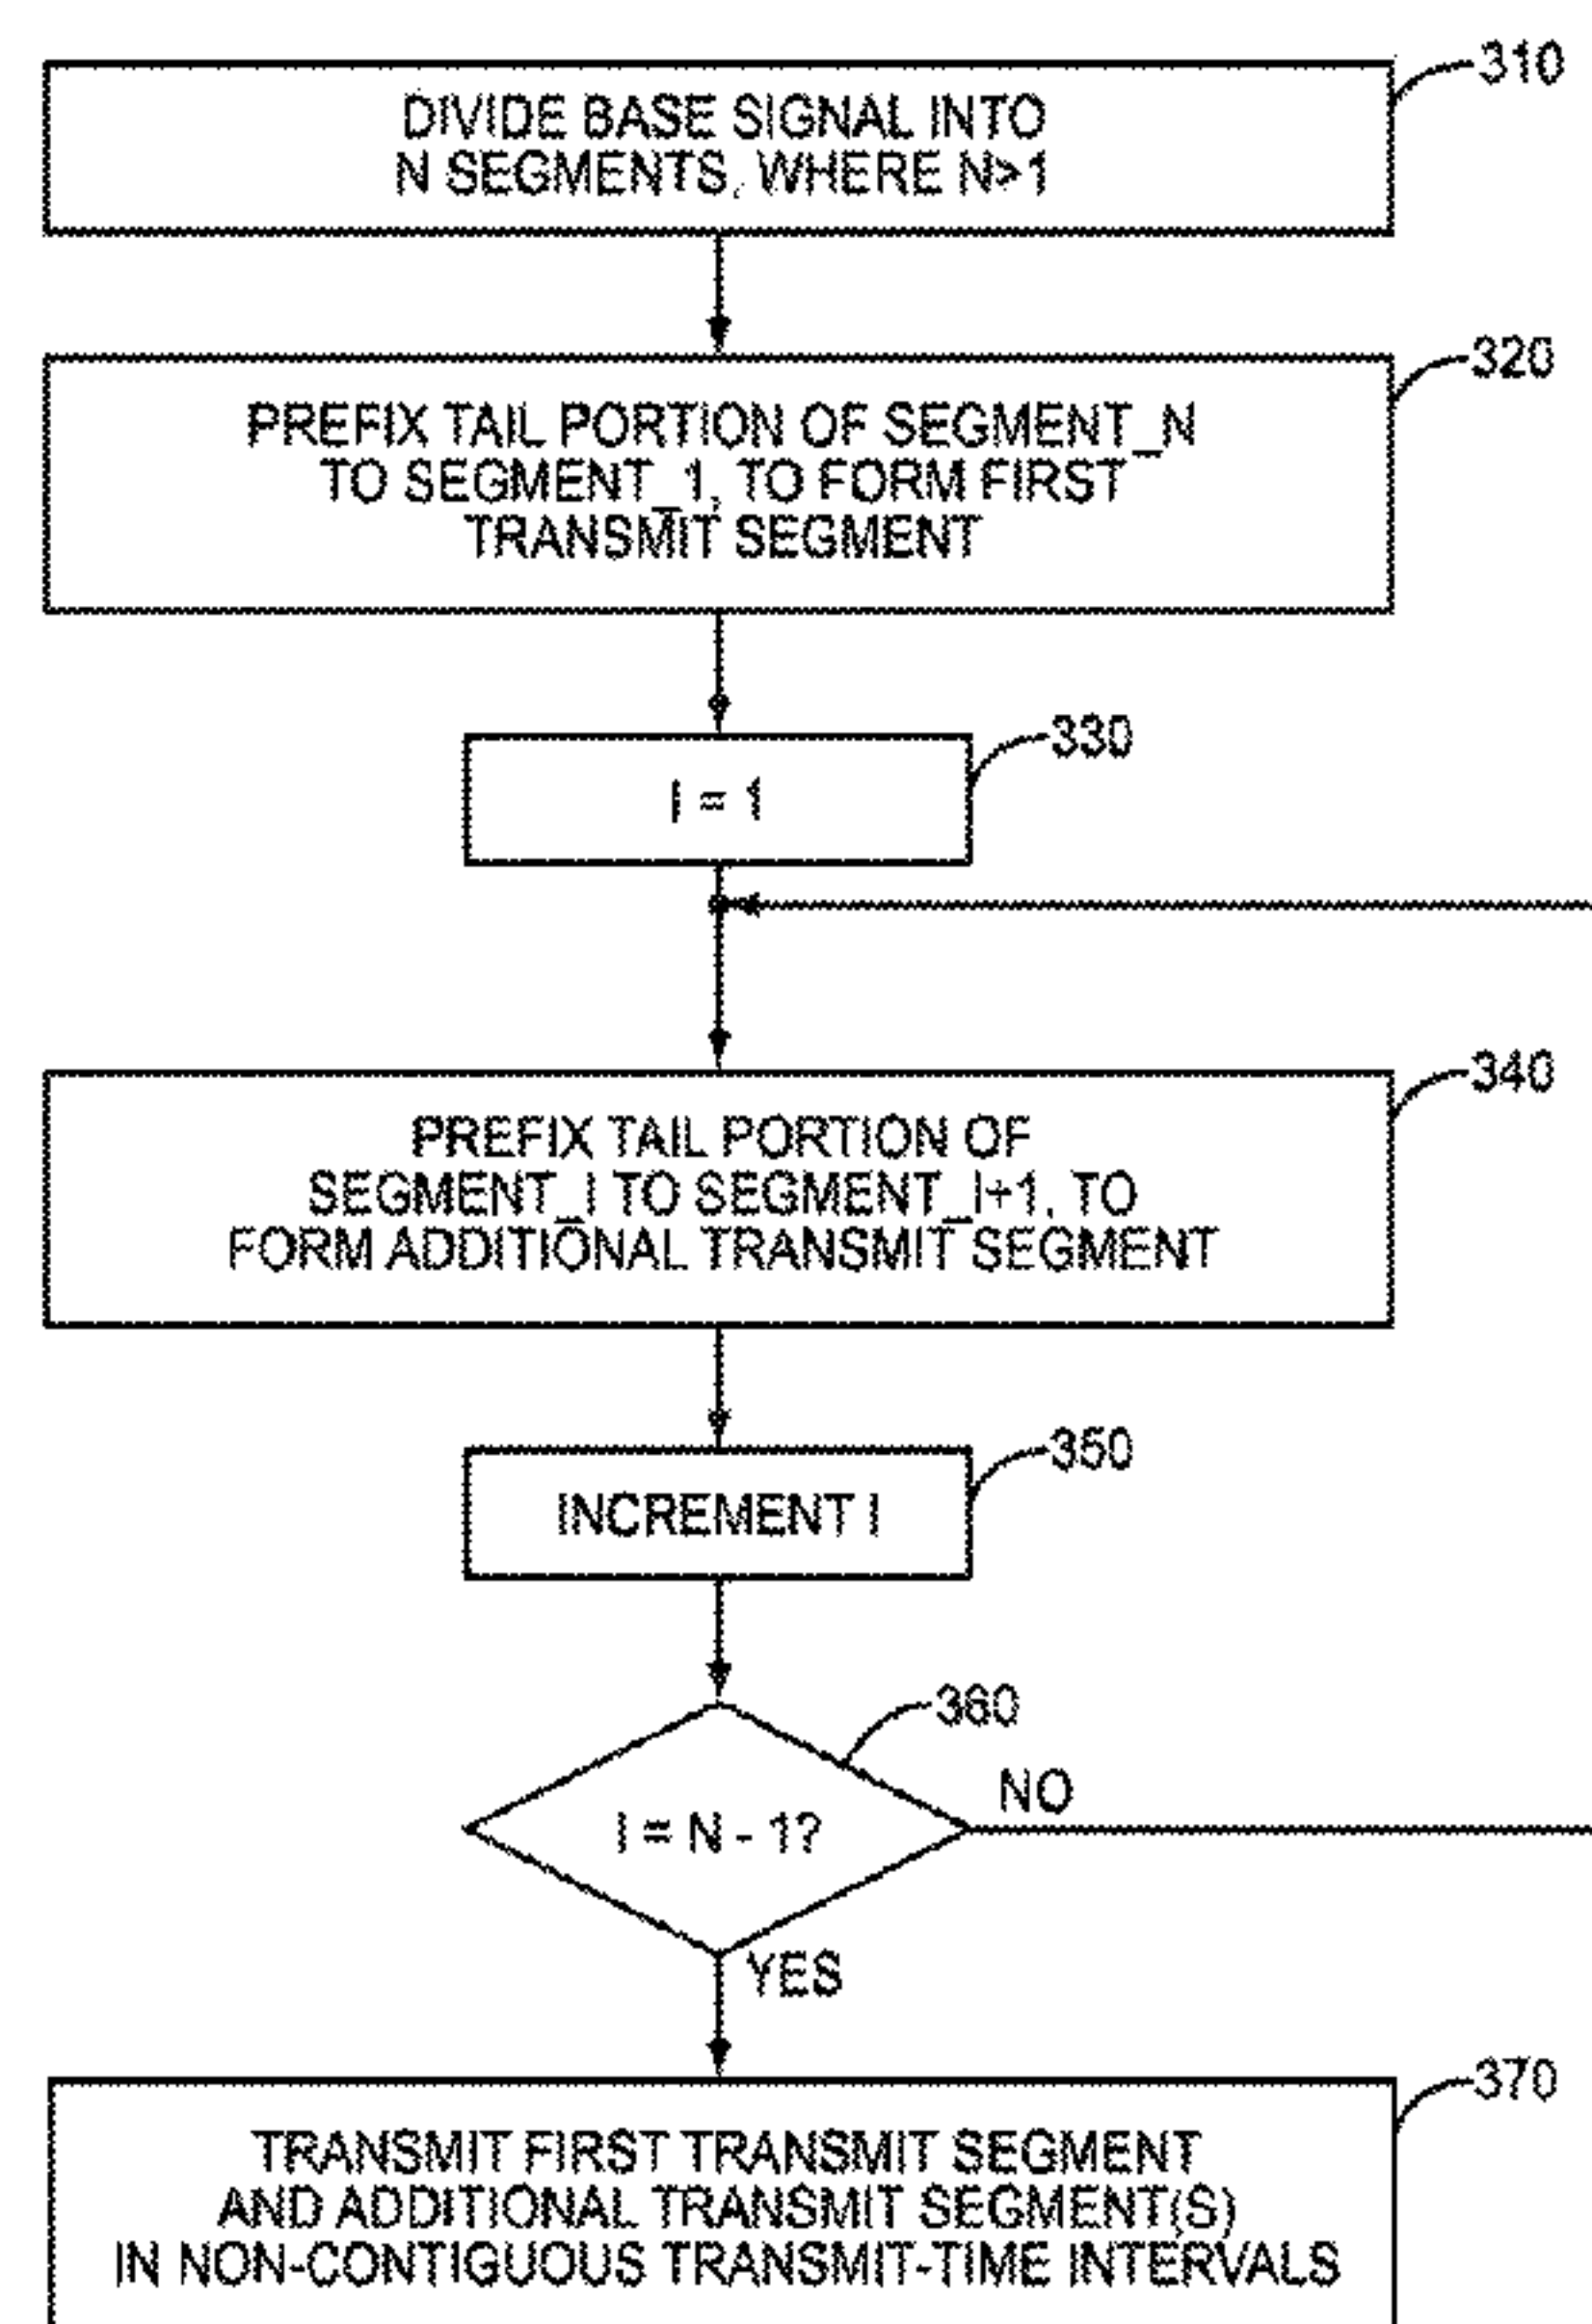 310
DIVIDE BASE SIGNAL INTO
N SEGMENTS, WHERE N>1
320
PREFIX TAIL PORTION OF SEGMENT_N
TO SEGMENT_1, TO FORM FIRST
TRANSMIT SEGMENT
330
I = 1
340
PREFIX TAIL PORTION OF
SEGMENT_I TO SEGMENT_I+1, TO
FORM ADDITIONAL TRANSMIT SEGMENT
350
INCREMENT I
360
I = N - 1?
NO
YES
370
TRANSMIT FIRST TRANSMIT SEGMENT
AND ADDITIONAL TRANSMIT SEGMENT(S)
IN NON-CONTIGUOUS TRANSMIT-TIME INTERVALS